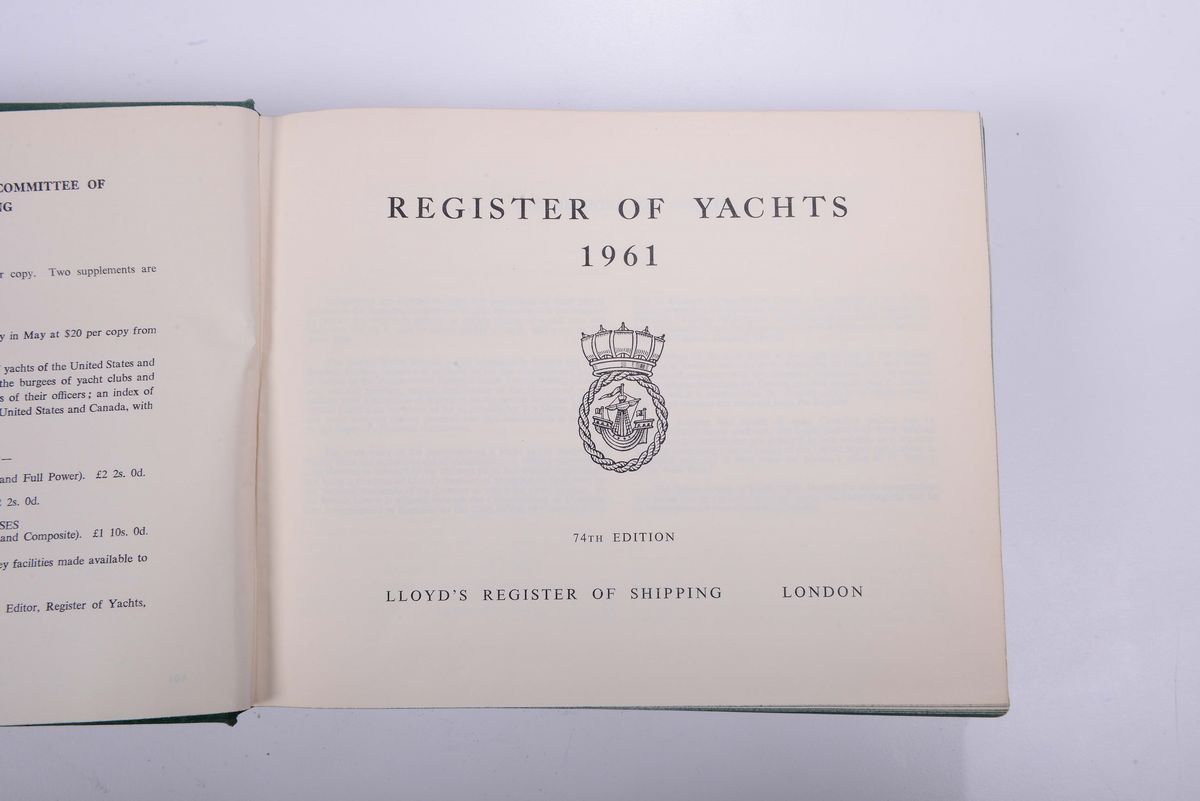 COMMITTEE OF
NG
r copy. Two supplements are
y in May at $20 per copy from
yachts of the United States and
the burgees of yacht clubs and
s of their officers; an index of
United States and Canada, with
—
and Full Power). £2 2s. 0d.
2s. 0d.
SES
and Composite). £1 10s. 0d.
ey facilities made available to
Editor, Register of Yachts,
REGISTER OF YACHTS
1961
74TH EDITION
LLOYD'S REGISTER OF SHIPPING LONDON